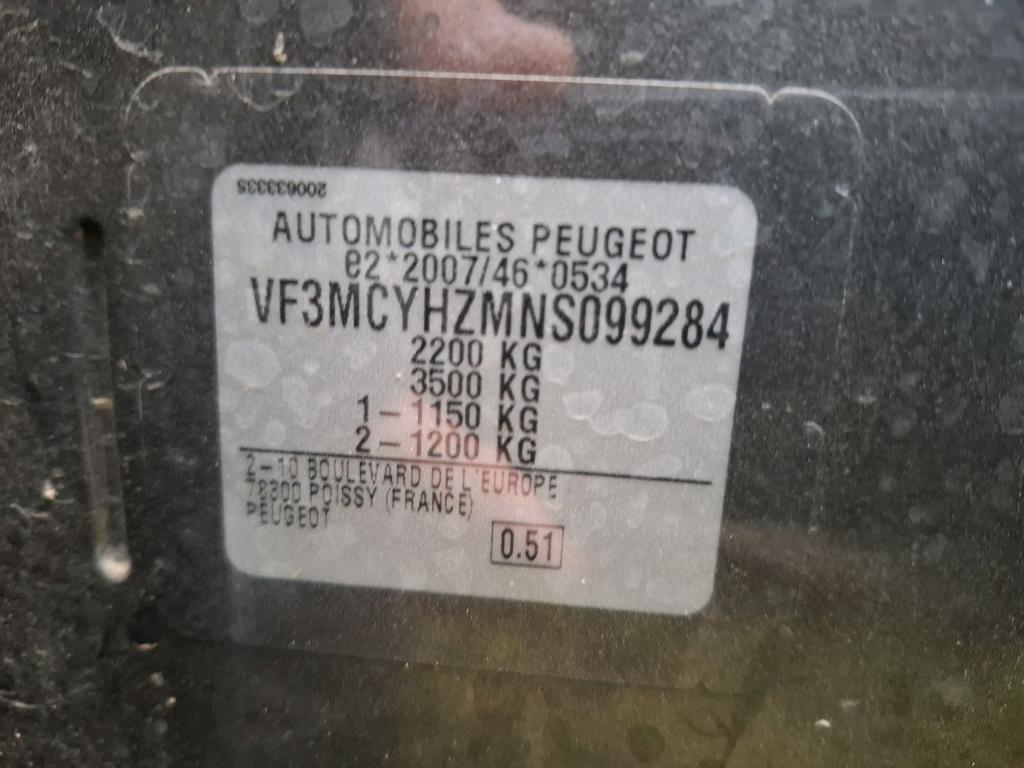 200633335
AUTOMOBILES PEUGEOT
e2*2007/46*0534
VF3MCYHZMNS099284
2200 KG
3500 KG
1-1150 KG
2-1200 KG
2-10 BOULEVARD DE L'EUROPE
78300 POISSY (FRANCE)
PEUGEOT
0.51